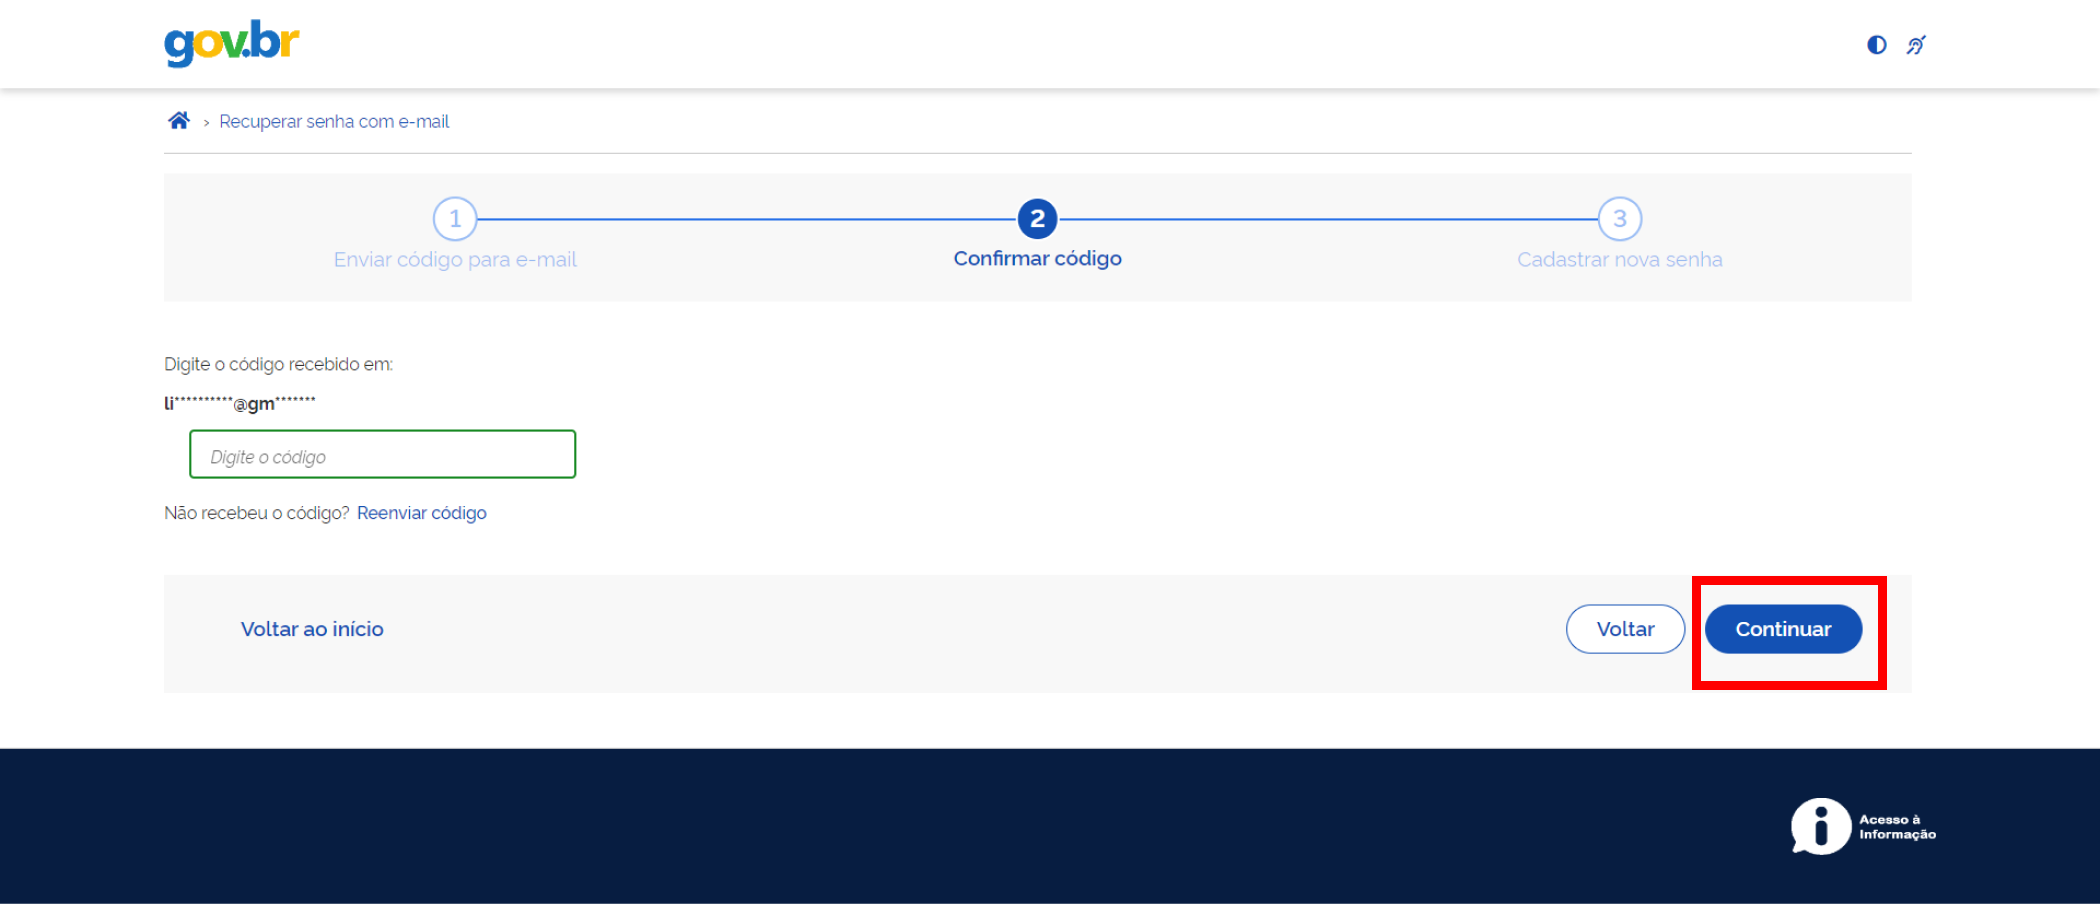 gov.br
> Recuperar senha com e-mail
1
2
3
Enviar código para e-mail
Confirmar código
Cadastrar nova senha
Digite o código recebido em:
li**********@gm*******
Digite o código
Não recebeu o código? Reenviar código
Voltar ao início
Voltar
Continuar
Acesso à
Informação